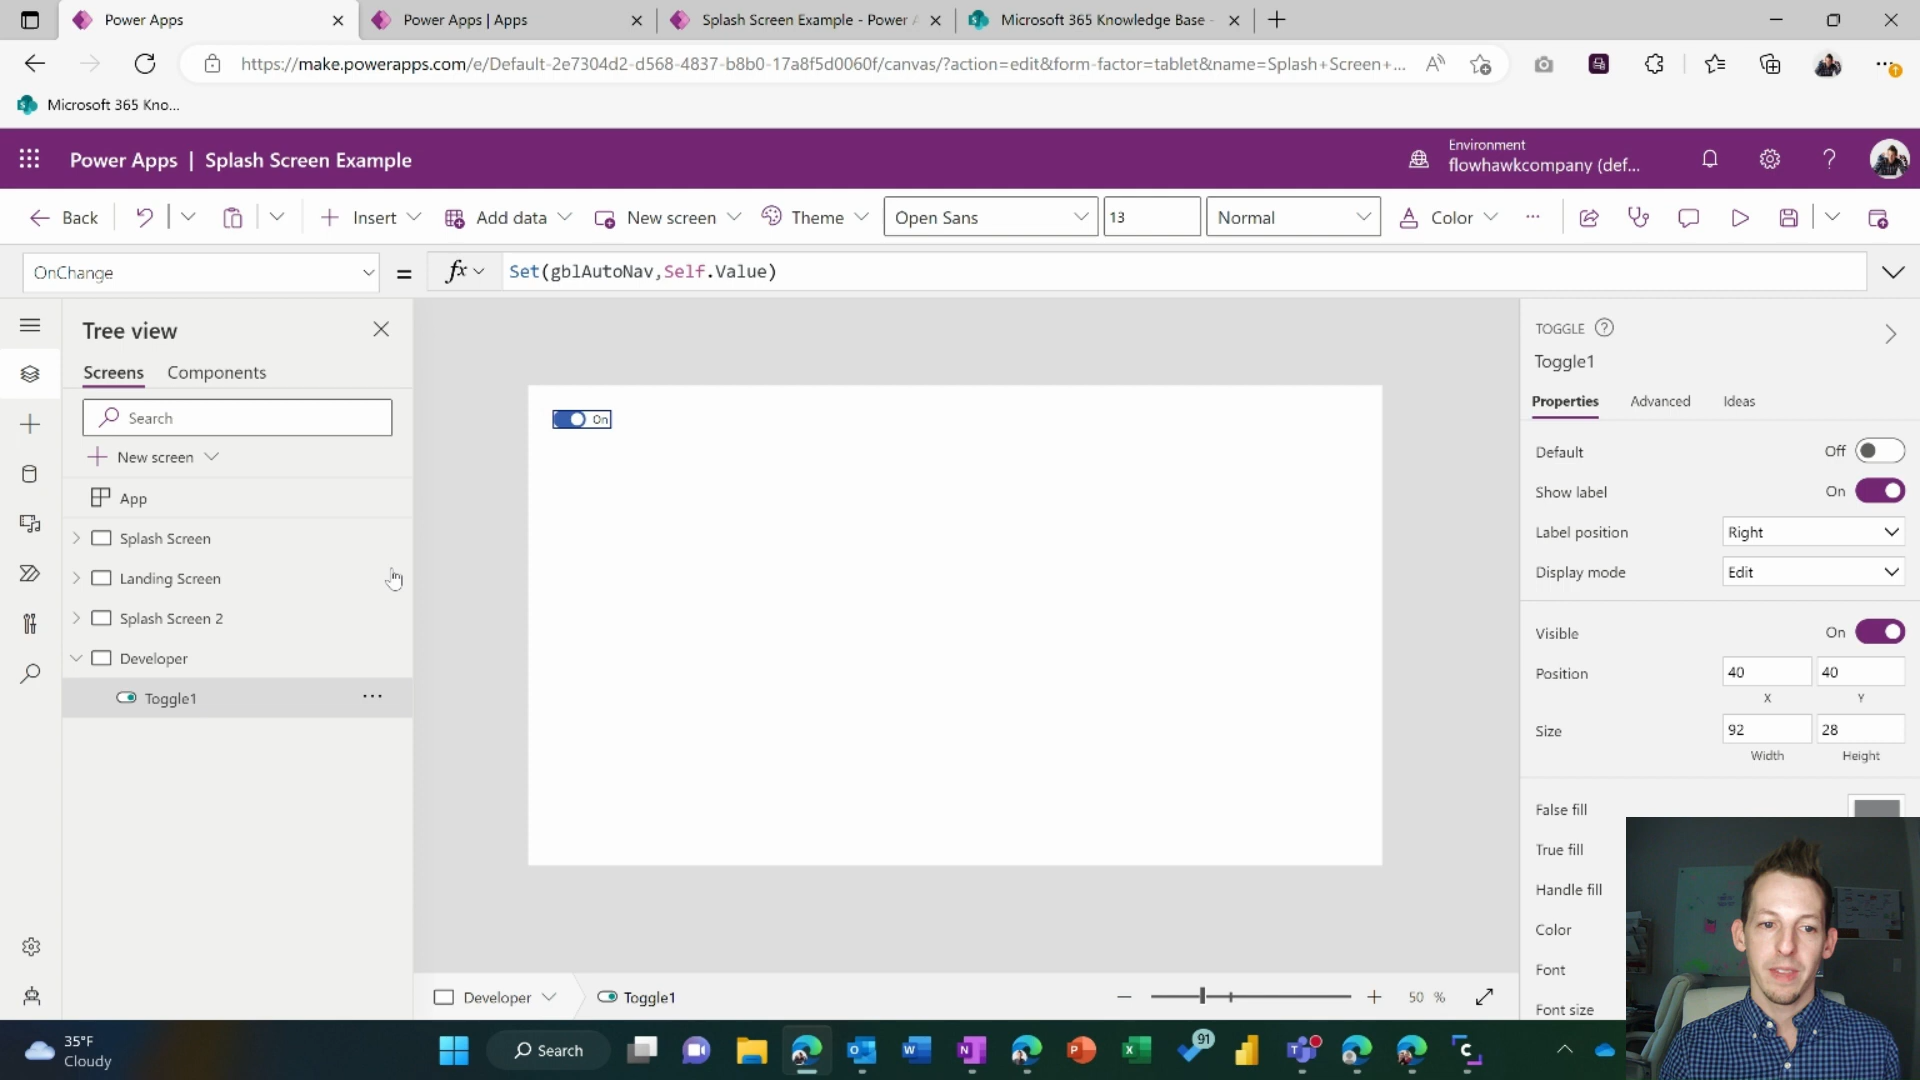 Power Apps
Power Apps | Apps
Splash Screen Example - Power A
Microsoft 365 Knowledge Base -
https://make.powerapps.com/e/Default-2e7304d2-d568-4837-b8b0-17a8f5d0060f/canvas/?action=edit&form-factor=tablet&name=Splash+Screen+...
Microsoft 365 Kno...
Power Apps | Splash Screen Example
Environment
flowhawkcompany (def...
Back
Insert
Add data
New screen
Theme
Open Sans
13
Normal
Color
OnChange
=
fx
Set(gblAutoNav,Self.Value)
Tree view
Screens
Components
Search
New screen
App
Splash Screen
Landing Screen
Splash Screen 2
Developer
Toggle1
On
TOGGLE
Toggle1
Properties
Advanced
Ideas
Default
Off
Show label
On
Label position
Right
Display mode
Edit
Visible
On
Position
40
40
X
Y
Size
92
28
Width
Height
False fill
True fill
Handle fill
Color
Font
Font size
Developer
Toggle1
50 %
35°F
Cloudy
Search
91